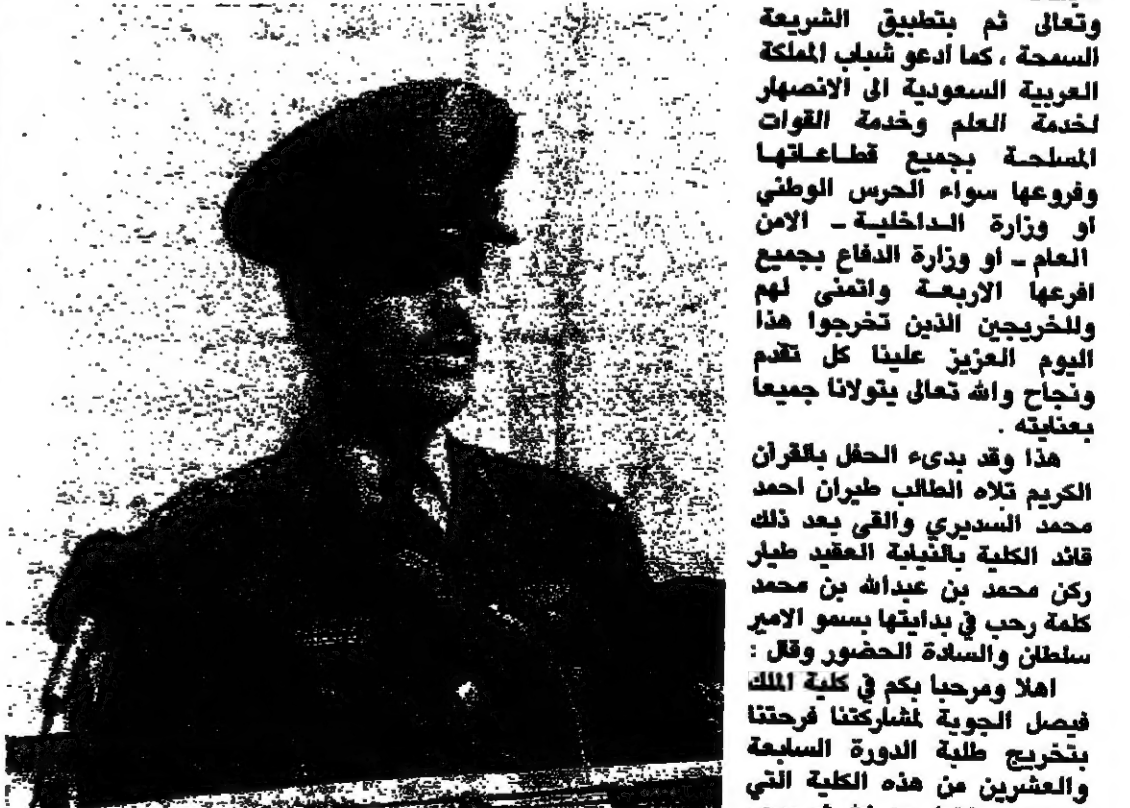 وتعالى ثم بتطبيق الشريعة
السمحة ، كما ادعو شباب المملكة
العربية السعودية الى الانصهار
لخدمة العلم وخدمة القوات
المسلحة بجميع قطاعاتها
وفروعها سواء الحرس الوطني
او وزارة الداخلية - الامن
العام - او وزارة الدفاع بجميع
افرعها الاربعة واتمنى لهم
وللخريجين الذين تخرجوا هذا
اليوم العزيز علينا كل تقدم
ونجاح والله تعالى يتولانا جميعا
بعنايته .
هذا وقد بدىء الحفل بالقرآن
الكريم تلاه الطالب طيران احمد
محمد السديري والقى بعد ذلك
قائد الكلية بالنيابة العقيد طيار
ركن محمد بن عبدالله بن محمد
كلمة رحب في بدايتها بسمو الامير
سلطان والسادة الحضور وقال :
اهلا ومرحبا بكم في كلية الملك
فيصل الجوية لمشاركتنا فرحتنا
بتخريج طلبة الدورة السابعة
والعشرين من هذه الكلية التي